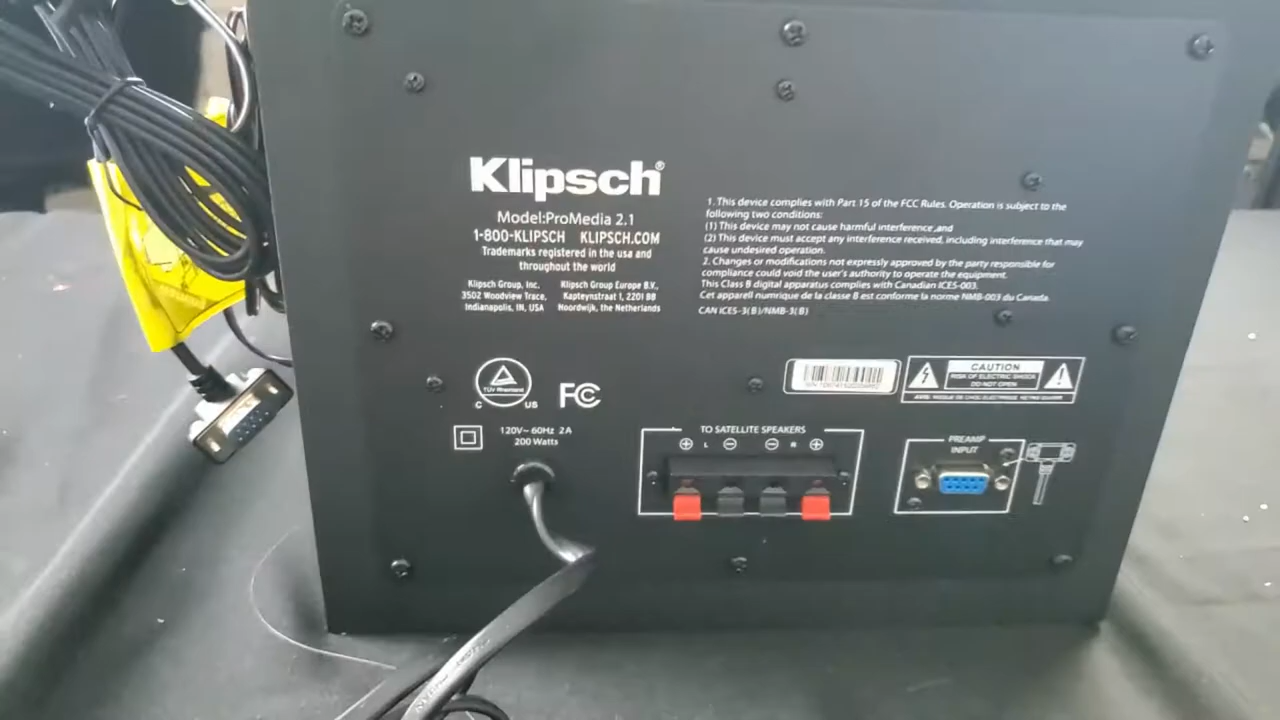 Klipsch®
Model:ProMedia 2.1
1-800-KLIPSCH KLIPSCH.COM
Trademarks registered in the usa and
throughout the world
Klipsch Group, Inc.
3502 Woodview Trace,
Indianapolis, IN, USA
Klipsch Group Europe B.V.,
Kapteynstraat 1, 2201 BB
Noordwijk, the Netherlands
1. This device complies with Part 15 of the FCC Rules. Operation is subject to the
following two conditions:
(1) This device may not cause harmful interference,and
(2) This device must accept any interference received, including interference that may
cause undesired operation.
2. Changes or modifications not expressly approved by the party responsible for
compliance could void the user's authority to operate the equipment.
This Class B digital apparatus complies with Canadian ICES-003.
Cet appareil numrique de la classe B est conforme la norme NMB-003 du Canada.
CAN ICES-3(B)/NMB-3(B)
TÜV Rheinland
C US
FC
CAUTION
RISK OF ELECTRIC SHOCK
DO NOT OPEN
120V~ 60Hz 2A
200 Watts
TO SATELLITE SPEAKERS
+ L − − R +
PREAMP
INPUT